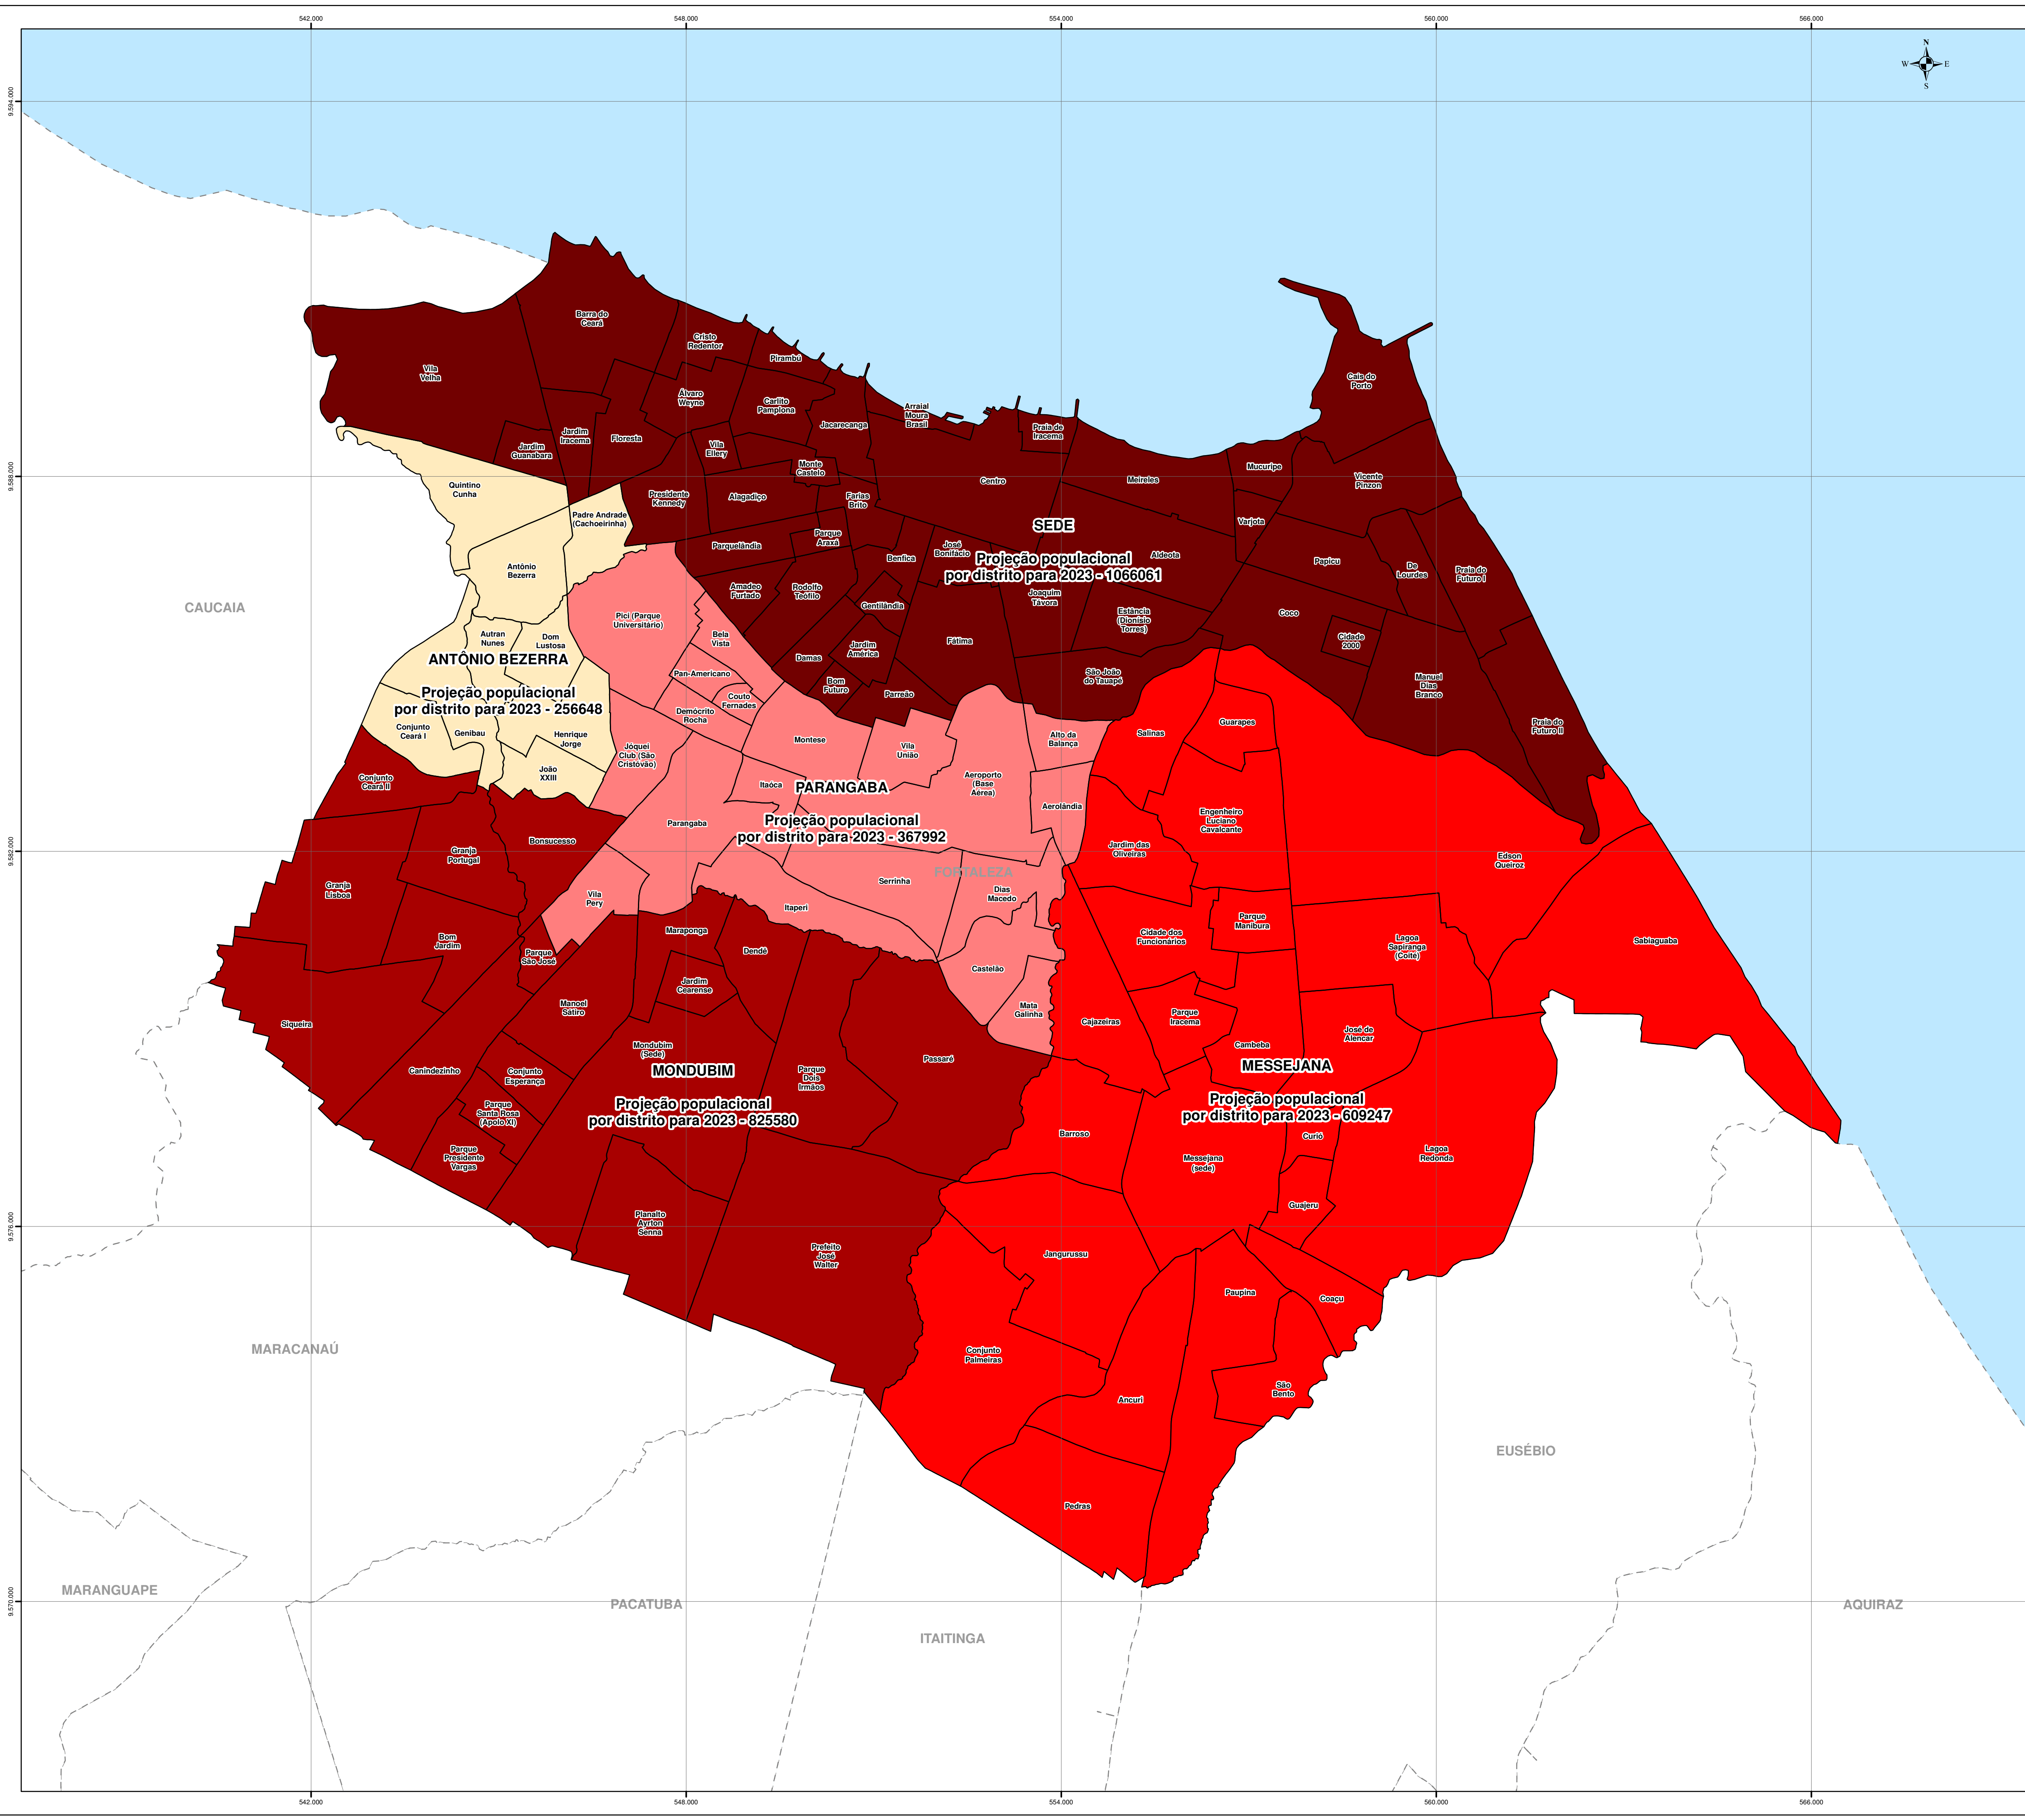 542.000
548.000
554.000
560.000
566.000
N
W
E
S
9.594.000
9.588.000
9.582.000
9.576.000
9.570.000
Barra do
Ceará
Cristo
Redentor
Pirambú
Vila
Velha
Cais do
Porto
Álvaro
Weyne
Carlito
Pamplona
Arraial
Moura
Brasil
Jacarecanga
Praia de
Iracema
Jardim
Iracema
Floresta
Jardim
Guanabara
Vila
Ellery
Monte
Castelo
Mucuripe
Vicente
Pinzon
Centro
Meireles
Quintino
Cunha
Presidente
Kennedy
Alagadiço
Farias
Brito
Padre Andrade
(Cachoeirinha)
Varjota
SEDE
Projeção populacional
por distrito para 2023 - 1066061
Parquelândia
Parque
Araxá
José
Bonifácio
Benfica
Aldeota
Papicu
De
Lourdes
Praia do
Futuro I
Antônio
Bezerra
Amadeo
Furtado
Rodolfo
Teófilo
Gentilândia
Joaquim
Távora
Estância
(Dionísio
Torres)
Coco
Cidade
2000
CAUCAIA
Pici (Parque
Universitário)
Bela
Vista
Autran
Nunes
Dom
Lustosa
Damas
Jardim
América
Fátima
ANTÔNIO BEZERRA
Projeção populacional
por distrito para 2023 - 256648
Pan-Americano
Couto
Fernades
Bom
Futuro
Parreão
São João
do Tauapé
Manuel
Dias
Branco
Praia do
Futuro II
Demócrito
Rocha
Conjunto
Ceará I
Genibau
Henrique
Jorge
João
XXIII
Jóquei
Club (São
Cristóvão)
Montese
Vila
União
Alto da
Balança
Salinas
Guarapes
Conjunto
Ceará II
Itaóca
Aeroporto
(Base
Aérea)
Aerolândia
PARANGABA
Projeção populacional
por distrito para 2023 - 367992
Parangaba
Engenheiro
Luciano
Cavalcante
Bonsucesso
Granja
Portugal
Jardim das
Oliveiras
Edson
Queiroz
FORTALEZA
Serrinha
Dias
Macedo
Granja
Lisboa
Vila
Pery
Itaperi
Parque
Manibura
Maraponga
Cidade dos
Funcionários
Lagoa
Sapiranga
(Coité)
Sabiaguaba
Bom
Jardim
Parque
São José
Dendê
Castelão
Jardim
Cearense
Manoel
Sátiro
Mata
Galinha
Siqueira
Cajazeiras
Parque
Iracema
José de
Alencar
Mondubim
(Sede)
Cambeba
Passaré
Canindezinho
Conjunto
Esperança
Parque
Dois
Irmãos
MONDUBIM
Projeção populacional
por distrito para 2023 - 825580
MESSEJANA
Projeção populacional
por distrito para 2023 - 609247
Parque
Santa Rosa
(Apolo XI)
Parque
Presidente
Vargas
Barroso
Curió
Messejana
(sede)
Lagoa
Redonda
Guajeru
Planalto
Ayrton
Senna
Prefeito
José
Walter
Jangurussu
Paupina
Coaçu
MARACANAÚ
Conjunto
Palmeiras
São
Bento
Ancuri
EUSÉBIO
Pedras
MARANGUAPE
PACATUBA
ITAITINGA
AQUIRAZ
542.000
548.000
554.000
560.000
566.000